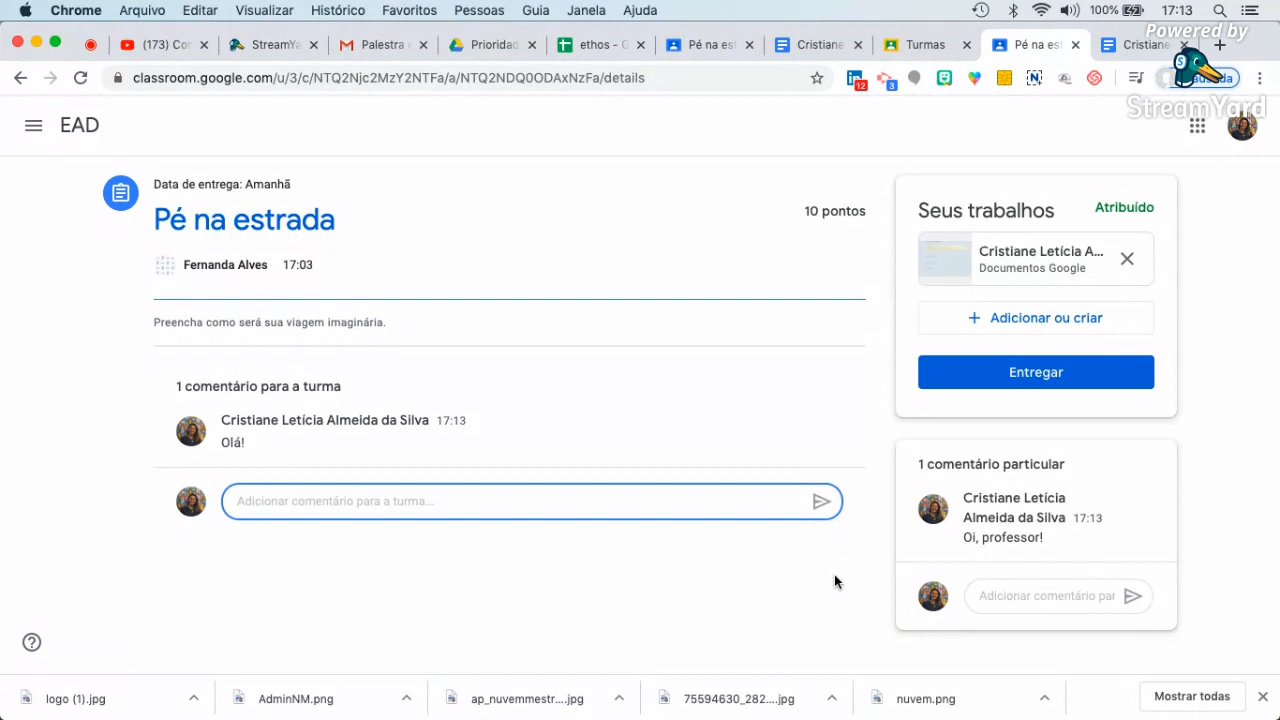 Chrome Arquivo Editar Visualizar Histórico Favoritos Pessoas Guia Janela Ajuda 100% 17:13
(173) C StreamY Palestra Prioridad ethos - G Pé na es Cristiane Turmas Pé na es Cristiane
Powered by
classroom.google.com/u/3/c/NTQ2Njc2MzY2NTFa/a/NTQ2NDQ0ODAxNzFa/details
12
3
StreamYard
EAD
Data de entrega: Amanhã
Pé na estrada
10 pontos
Fernanda Alves 17:03
Preencha como será sua viagem imaginária.
1 comentário para a turma
Cristiane Letícia Almeida da Silva 17:13
Olá!
Adicionar comentário para a turma...
Seus trabalhos Atribuído
Cristiane Letícia A...
Documentos Google
Adicionar ou criar
Entregar
1 comentário particular
Cristiane Letícia
Almeida da Silva 17:13
Oi, professor!
Adicionar comentário par
logo (1).jpg AdminNM.png ap_nuvemmestr....jpg 75594630_282....jpg nuvem.png Mostrar todas